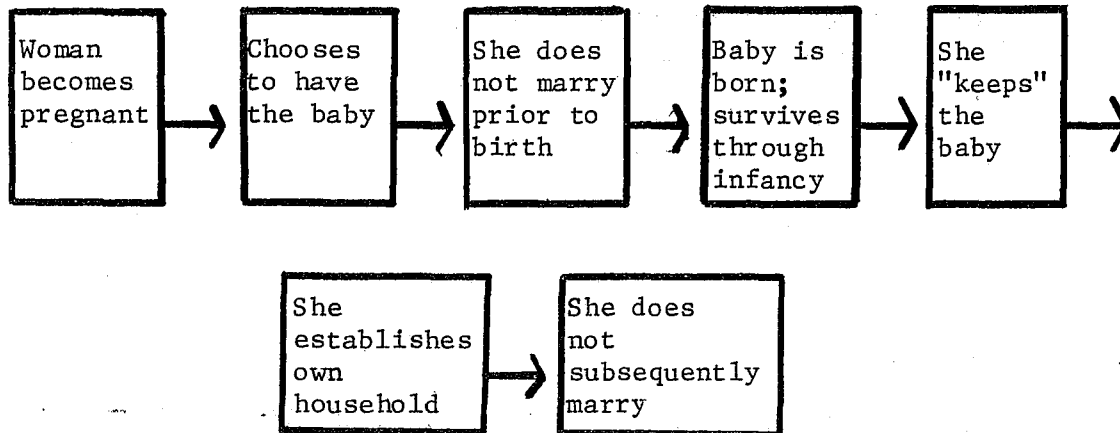 Woman
becomes
pregnant
Chooses
to have
the baby
She does
not marry
prior to
birth
Baby is
born;
survives
through
infancy
She
"keeps"
the
baby
She
establishes
own
household
She does
not
subsequently
marry